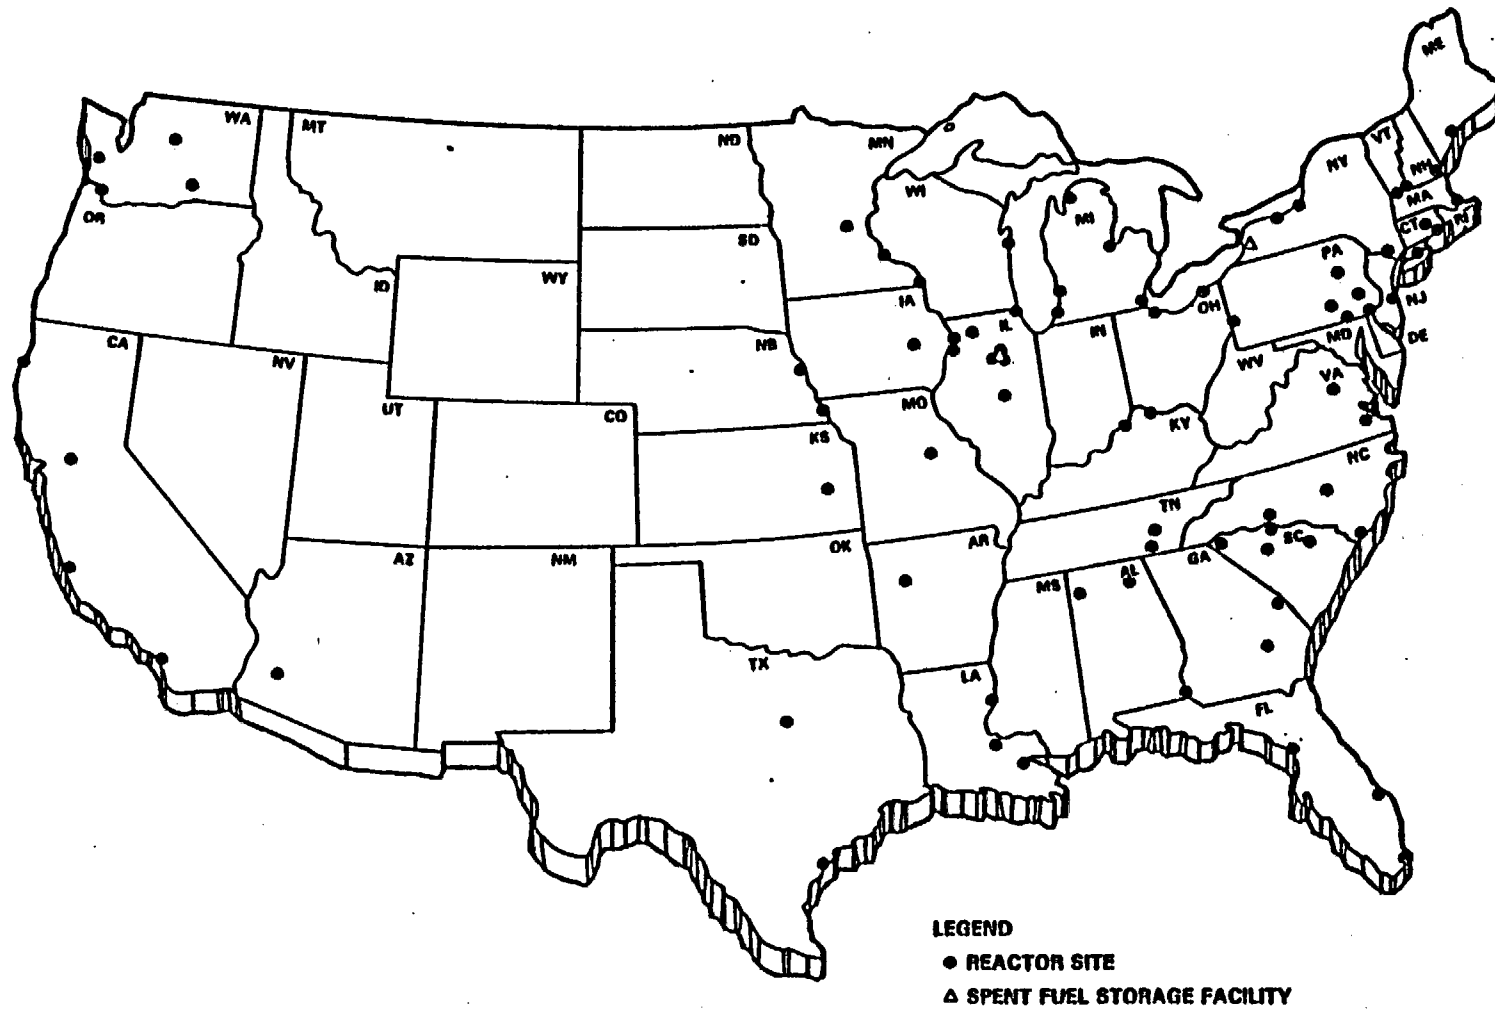 ME
WA
MT
ND
MN
VT
NH
NY
WI
MA
MI
OR
CT
RI
SD
PA
WY
ID
IA
NJ
OH
IL
IN
MD
DE
CA
NB
NV
WV
VA
UT
CO
MO
KS
KY
NC
TN
OK
AR
SC
AZ
NM
GA
MS
AL
TX
LA
FL
LEGEND
● REACTOR SITE
△ SPENT FUEL STORAGE FACILITY